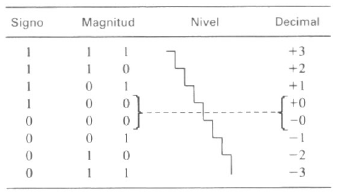 Signo Magnitud Nivel Decimal
1 1 1 +3
1 1 0 +2
1 0 1 +1
1 0 0 +0
0 0 0 −0
0 0 1 −1
0 1 0 −2
0 1 1 −3